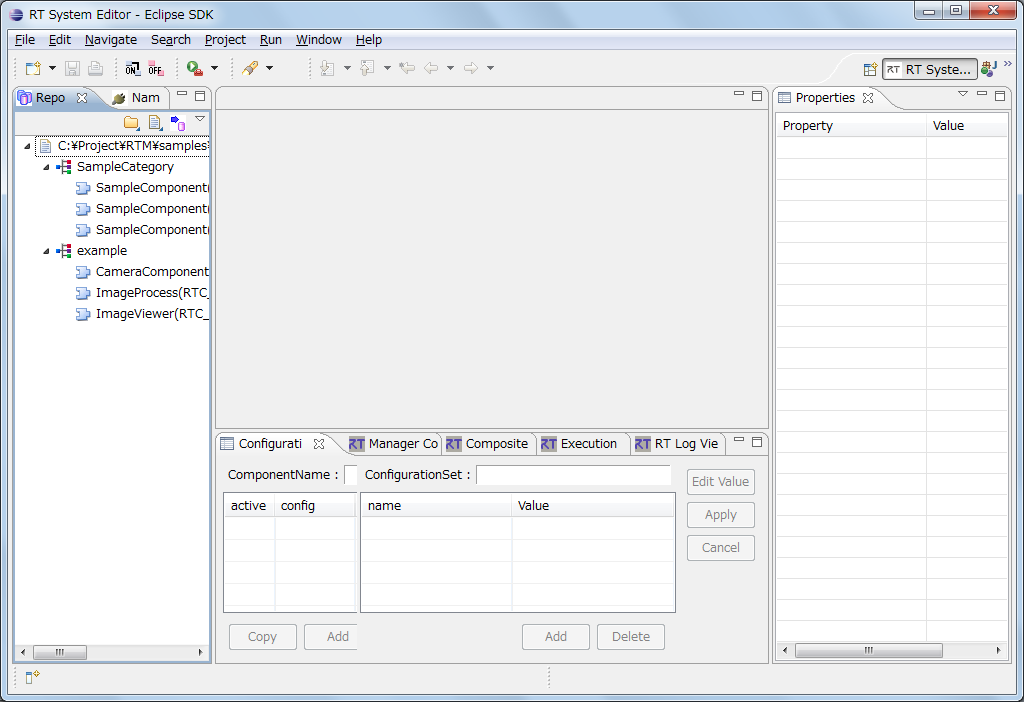 RT System Editor - Eclipse SDK
File Edit Navigate Search Project Run Window Help
ON OFF
RT RT Syste... J
Repo Nam
C:¥Project¥RTM¥samples
SampleCategory
SampleComponent(
SampleComponent(
SampleComponent(
example
CameraComponent
ImageProcess(RTC_
ImageViewer(RTC_
Configurati RT Manager Co RT Composite RT Execution RT RT Log Vie
ComponentName : ConfigurationSet :
active config name Value
Edit Value
Apply
Cancel
Copy Add Add Delete
Properties
Property Value